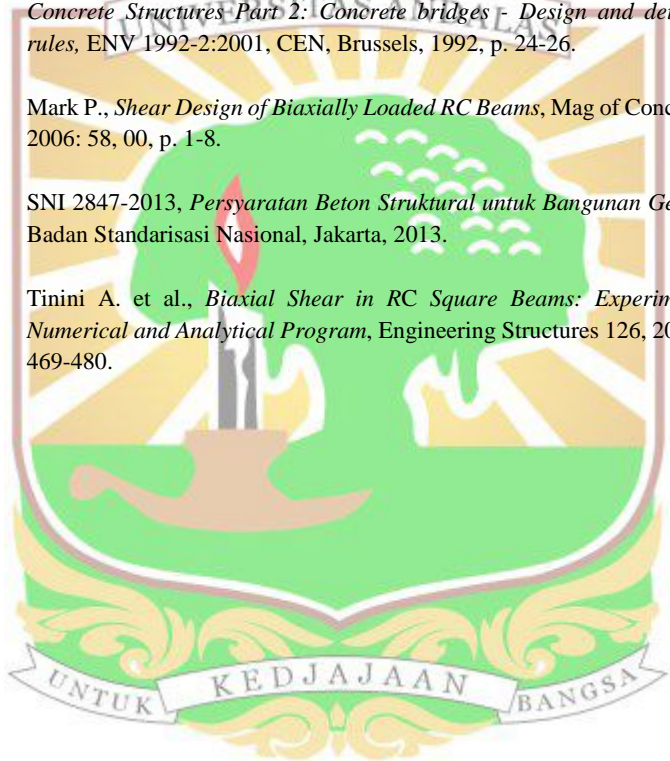 Concrete Structures Part 2: Concrete bridges - Design and de
UNIVERSITAS ANDALAS
rules, ENV 1992-2:2001, CEN, Brussels, 1992, p. 24-26.
Mark P., Shear Design of Biaxially Loaded RC Beams, Mag of Conc
2006: 58, 00, p. 1-8.
SNI 2847-2013, Persyaratan Beton Struktural untuk Bangunan Ge
Badan Standarisasi Nasional, Jakarta, 2013.
Tinini A. et al., Biaxial Shear in RC Square Beams: Experim
Numerical and Analytical Program, Engineering Structures 126, 20
469-480.
UNTUK KEDJAJAAN BANGSA